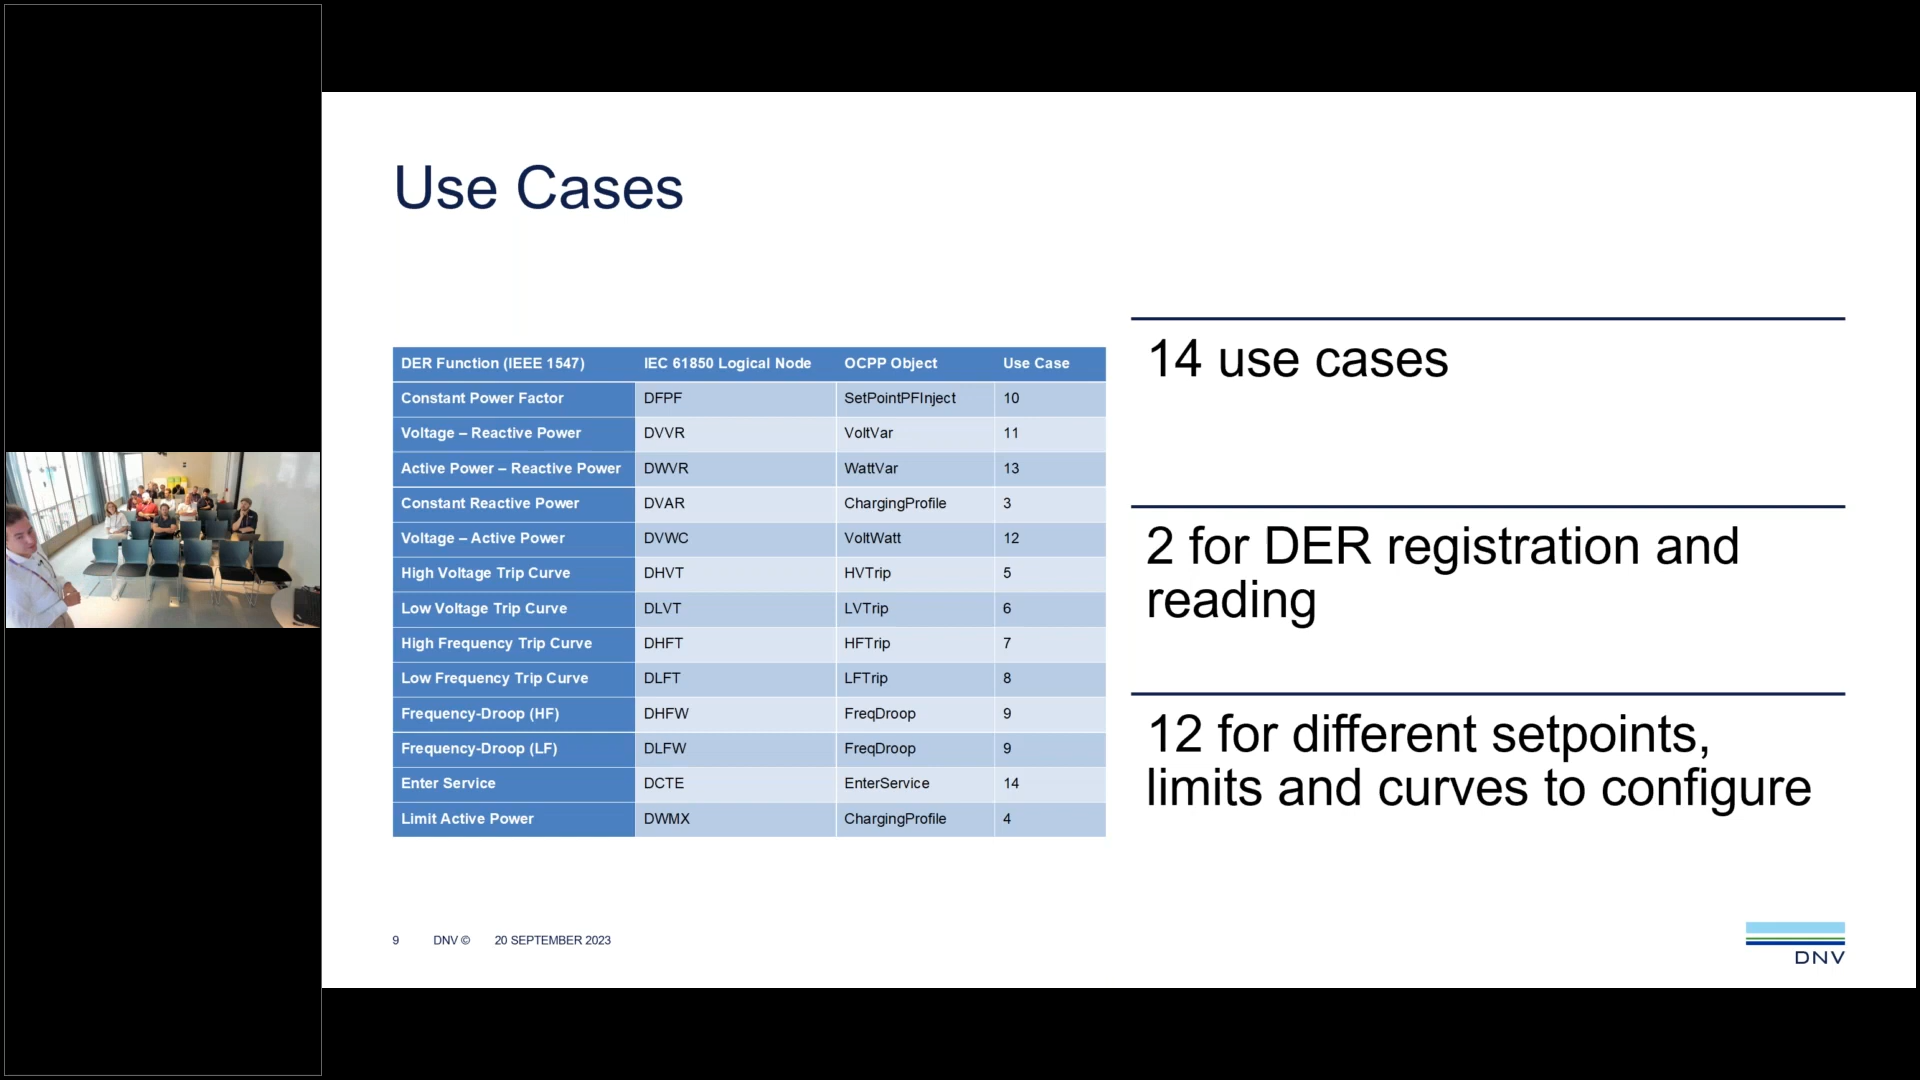 Use Cases
DER Function (IEEE 1547) IEC 61850 Logical Node OCPP Object Use Case
Constant Power Factor DFPF SetPointPFInject 10
Voltage – Reactive Power DVVR VoltVar 11
Active Power – Reactive Power DWVR WattVar 13
Constant Reactive Power DVAR ChargingProfile 3
Voltage – Active Power DVWC VoltWatt 12
High Voltage Trip Curve DHVT HVTrip 5
Low Voltage Trip Curve DLVT LVTrip 6
High Frequency Trip Curve DHFT HFTrip 7
Low Frequency Trip Curve DLFT LFTrip 8
Frequency-Droop (HF) DHFW FreqDroop 9
Frequency-Droop (LF) DLFW FreqDroop 9
Enter Service DCTE EnterService 14
Limit Active Power DWMX ChargingProfile 4
14 use cases
2 for DER registration and
reading
12 for different setpoints,
limits and curves to configure
9 DNV © 20 SEPTEMBER 2023
DNV